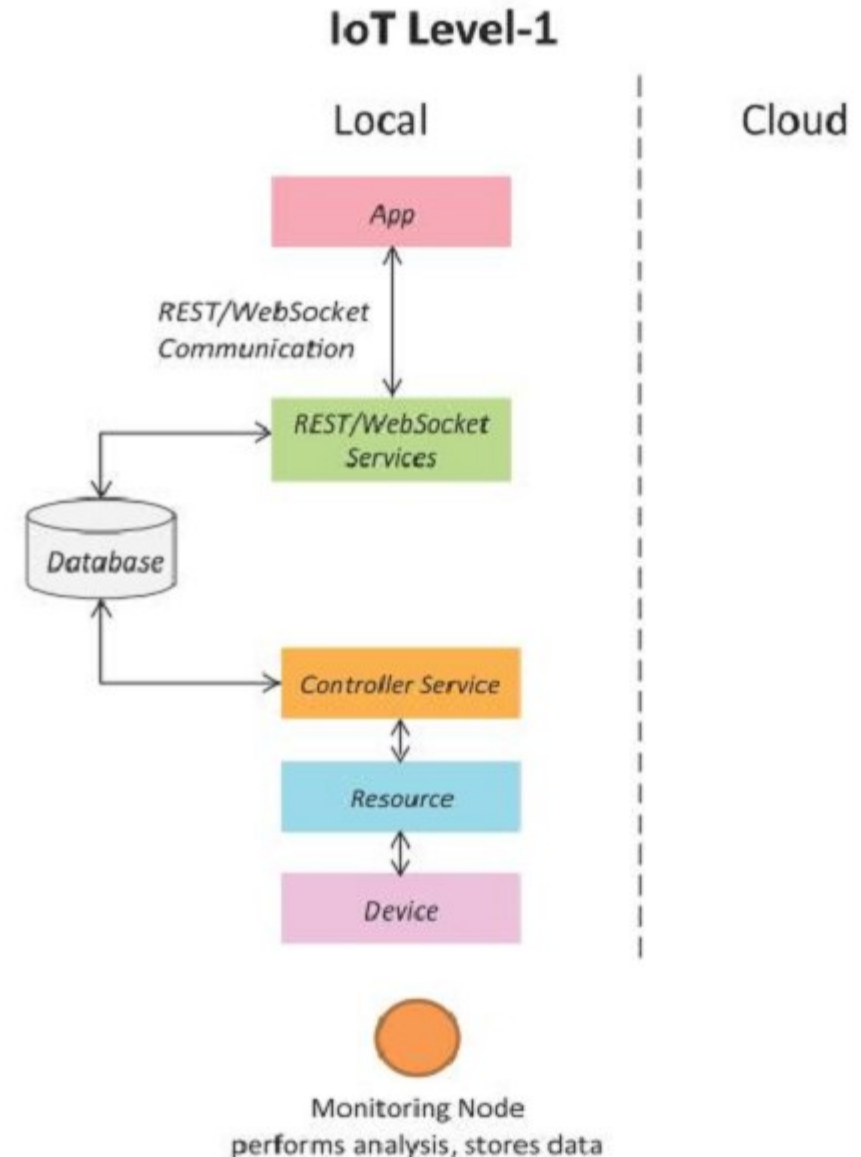 IoT Level-1
Local
Cloud
App
REST/WebSocket
Communication
REST/WebSocket
Services
Database
Controller Service
Resource
Device
Monitoring Node
performs analysis, stores data